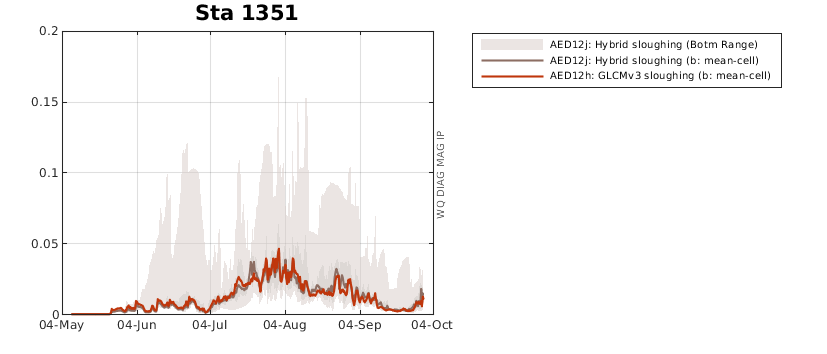 Sta 1351
0.2
0.15
0.1
0.05
0
04-May
04-Jun
04-Jul
04-Aug
04-Sep
04-Oct
WQ DIAG MAG IP
AED12j: Hybrid sloughing (Botm Range)
AED12j: Hybrid sloughing (b: mean-cell)
AED12h: GLCMv3 sloughing (b: mean-cell)